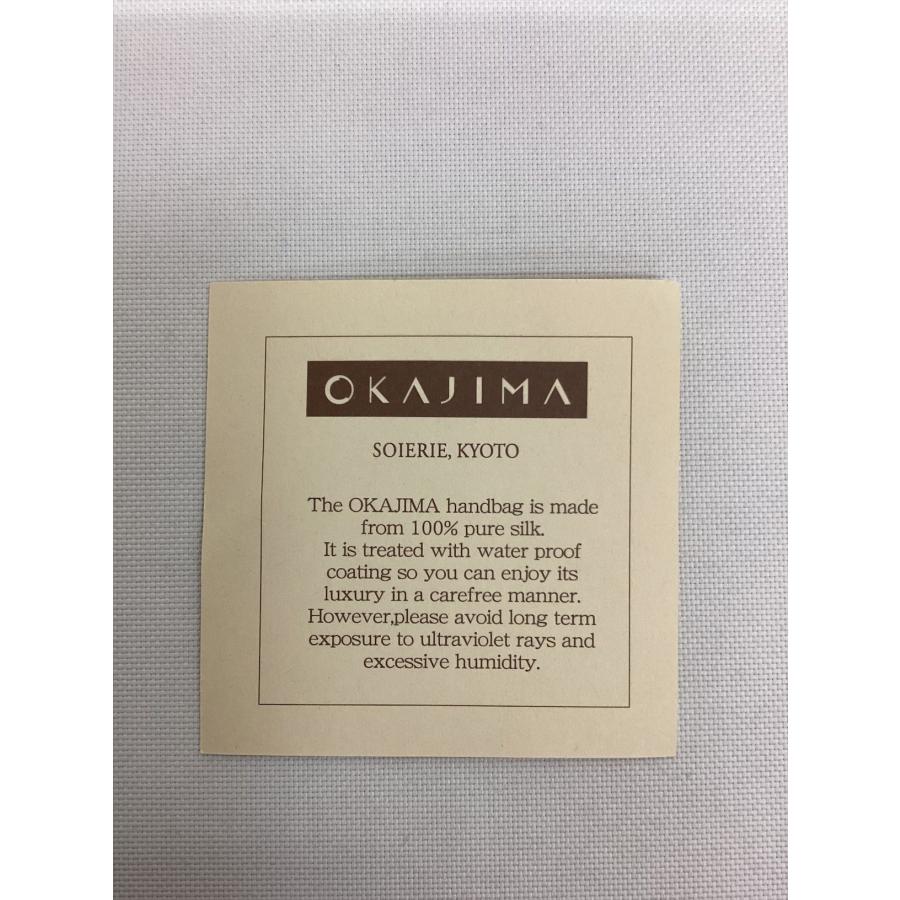 OKAJIMA
SOIERIE, KYOTO
The OKAJIMA handbag is made
from 100% pure silk.
It is treated with water proof
coating so you can enjoy its
luxury in a carefree manner.
However,please avoid long term
exposure to ultraviolet rays and
excessive humidity.